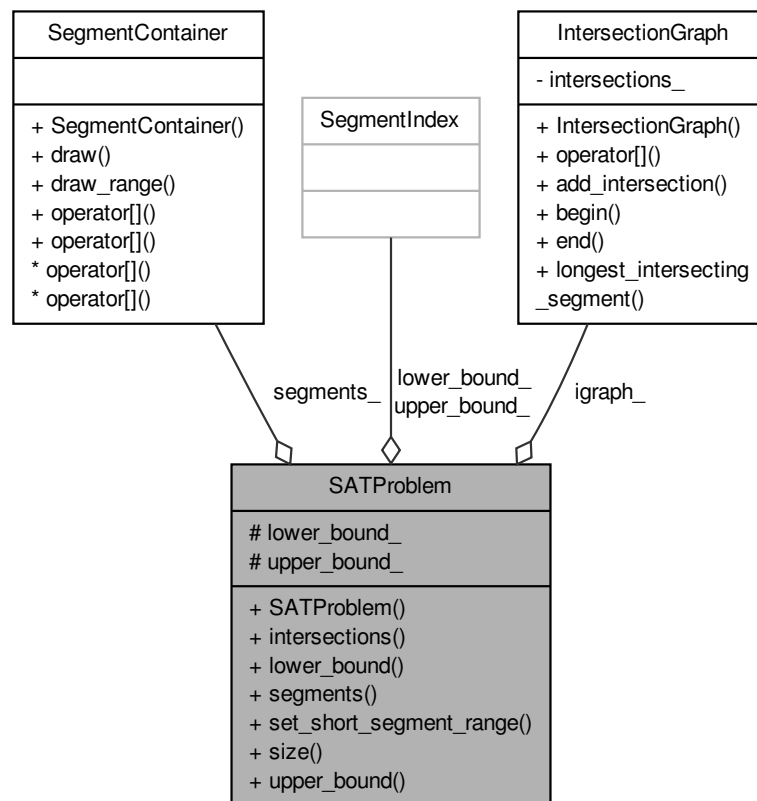 SegmentContainer
+ SegmentContainer()
+ draw()
+ draw_range()
+ operator[]()
+ operator[]()
* operator[]()
* operator[]()
SegmentIndex
IntersectionGraph
- intersections_
+ IntersectionGraph()
+ operator[]()
+ add_intersection()
+ begin()
+ end()
+ longest_intersecting
_segment()
segments_
lower_bound_
upper_bound_
igraph_
SATProblem
# lower_bound_
# upper_bound_
+ SATProblem()
+ intersections()
+ lower_bound()
+ segments()
+ set_short_segment_range()
+ size()
+ upper_bound()